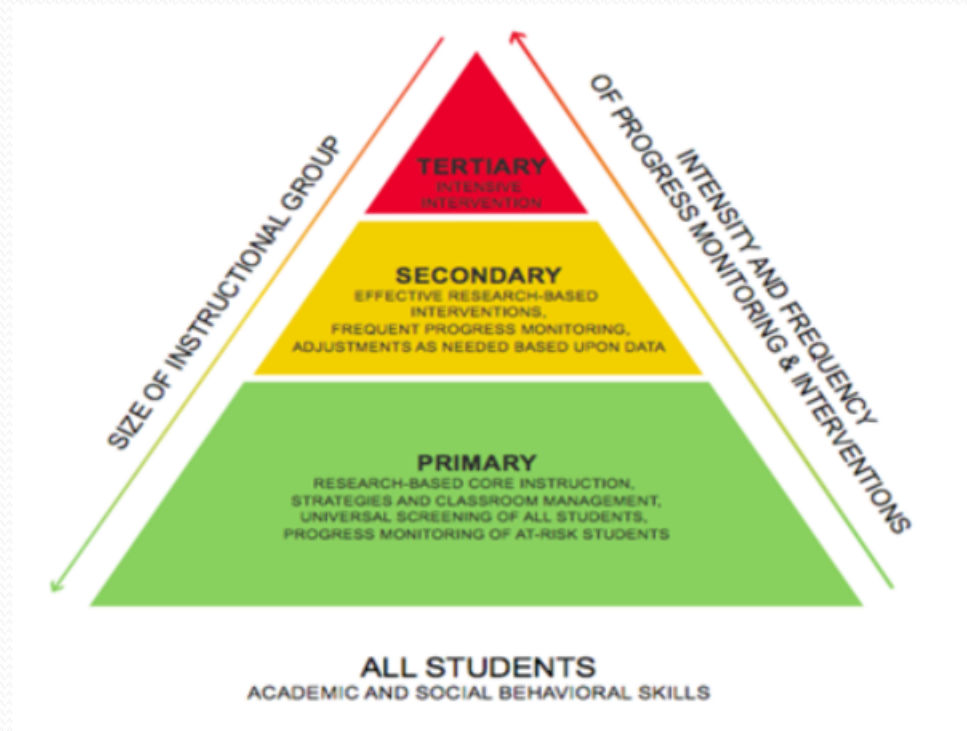 SIZE OF INSTRUCTIONAL GROUP
INTENSITY AND FREQUENCY
OF PROGRESS MONITORING & INTERVENTIONS
TERTIARY
INTENSIVE
INTERVENTION
SECONDARY
EFFECTIVE RESEARCH-BASED
INTERVENTIONS,
FREQUENT PROGRESS MONITORING,
ADJUSTMENTS AS NEEDED BASED UPON DATA
PRIMARY
RESEARCH-BASED CORE INSTRUCTION,
STRATEGIES AND CLASSROOM MANAGEMENT,
UNIVERSAL SCREENING OF ALL STUDENTS,
PROGRESS MONITORING OF AT-RISK STUDENTS
ALL STUDENTS
ACADEMIC AND SOCIAL BEHAVIORAL SKILLS